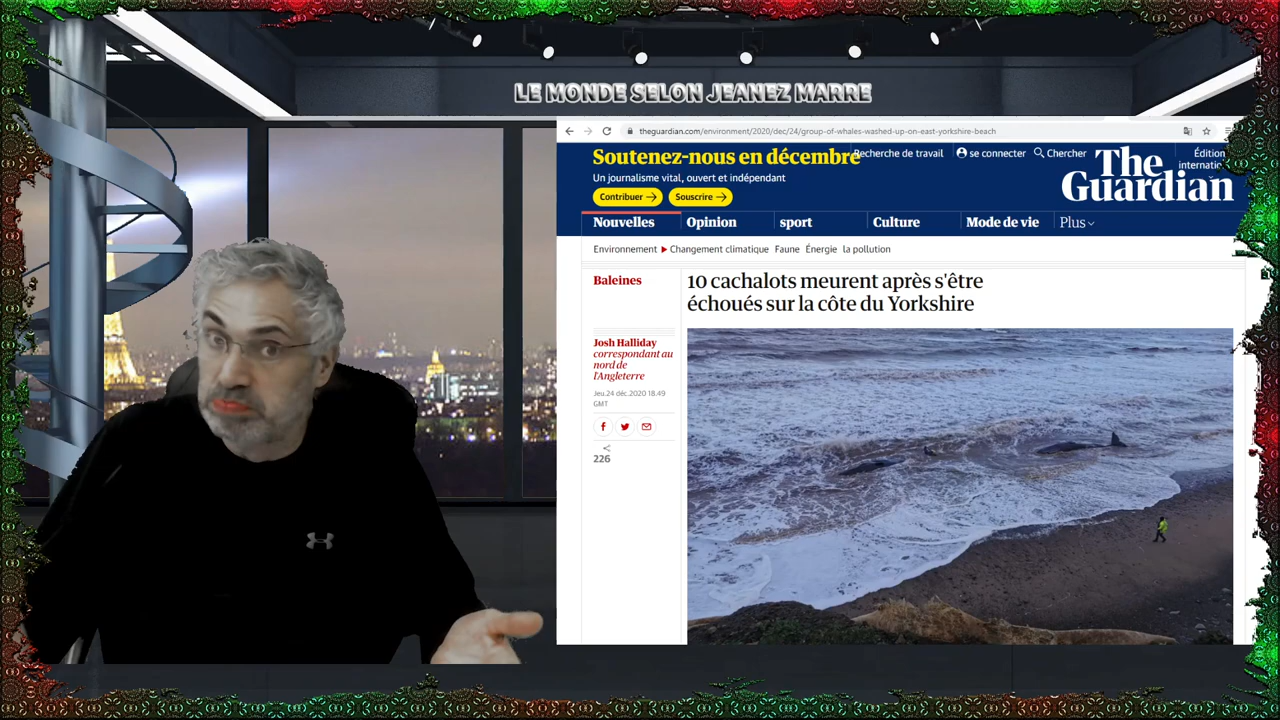 LE MONDE SELON JEANEZ MARRE
theguardian.com/environment/2020/dec/24/group-of-whales-washed-up-on-east-yorkshire-beach
Soutenez-nous en décembre
Recherche de travail
se connecter
Chercher
Édition
internatio
Un journalisme vital, ouvert et indépendant
Contribuer →
Souscrire →
The
Guardian
Nouvelles
Opinion
sport
Culture
Mode de vie
Plus
Environnement ▶ Changement climatique Faune Énergie la pollution
Baleines
10 cachalots meurent après s'être
échoués sur la côte du Yorkshire
Josh Halliday
correspondant au
nord de
l'Angleterre
Jeu.24 déc.2020 18.49
GMT
226